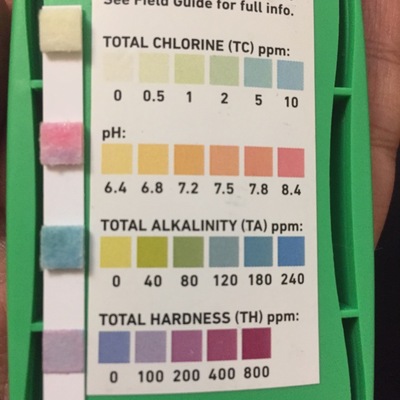 See Field Guide for full info.
TOTAL CHLORINE (TC) ppm:
0 0.5 1 2 5 10
pH:
6.4 6.8 7.2 7.5 7.8 8.4
TOTAL ALKALINITY (TA) ppm:
0 40 80 120 180 240
TOTAL HARDNESS (TH) ppm:
0 100 200 400 800